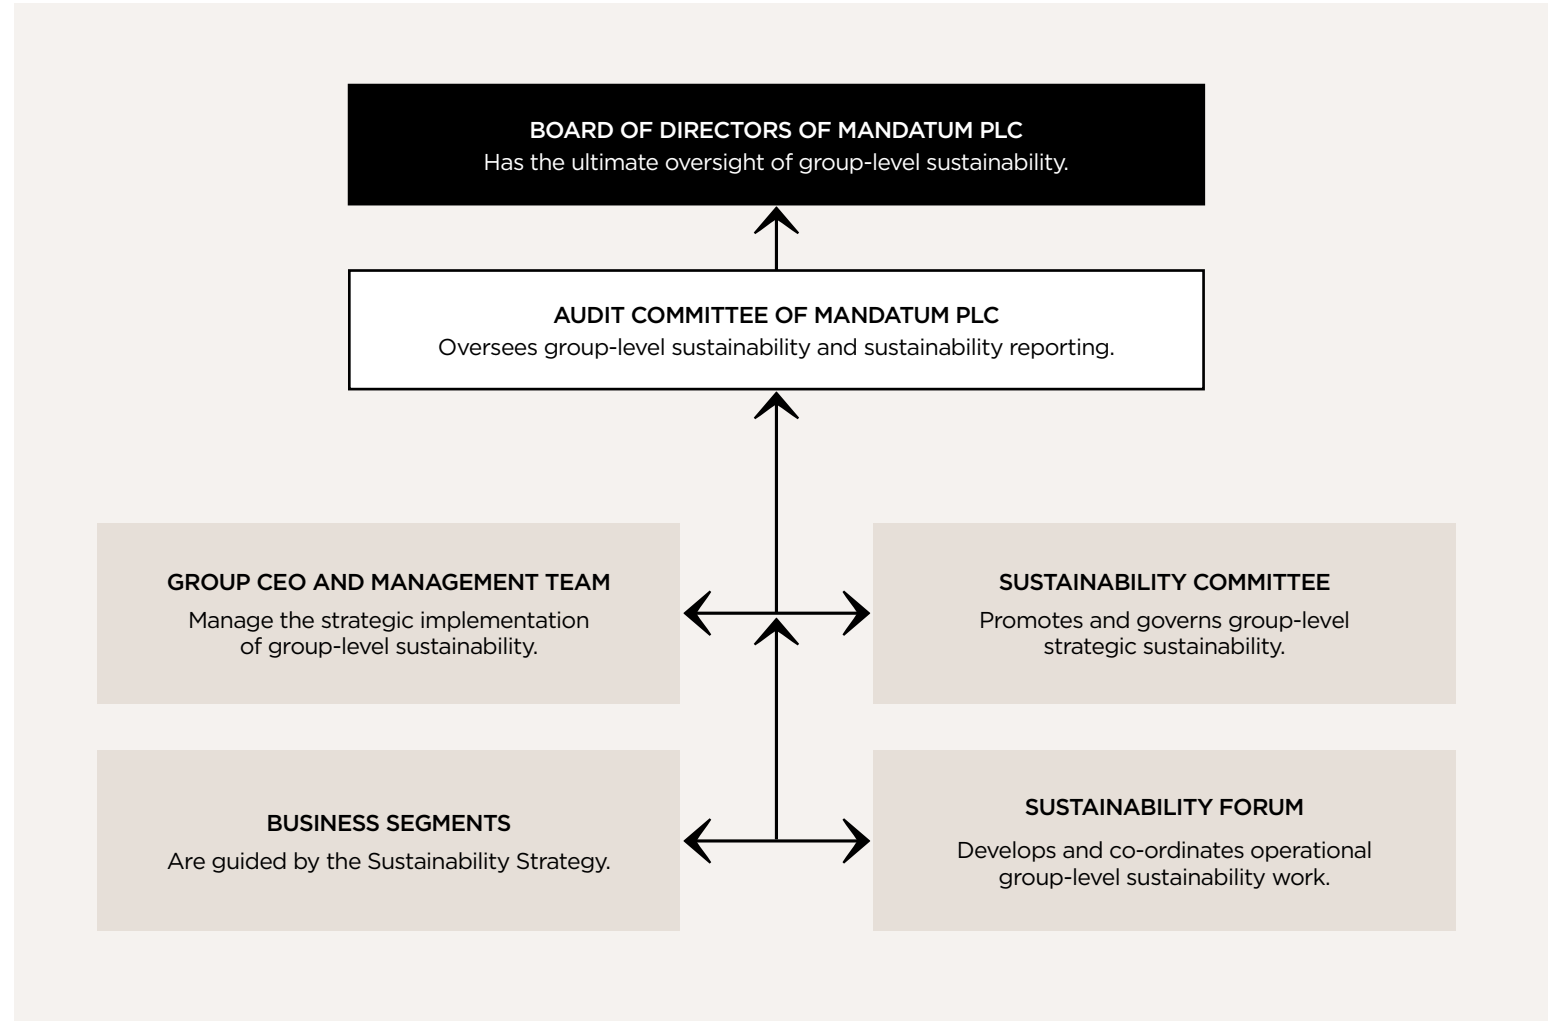 BOARD OF DIRECTORS OF MANDATUM PLC
Has the ultimate oversight of group-level sustainability.
AUDIT COMMITTEE OF MANDATUM PLC
Oversees group-level sustainability and sustainability reporting.
GROUP CEO AND MANAGEMENT TEAM
Manage the strategic implementation
of group-level sustainability.
SUSTAINABILITY COMMITTEE
Promotes and governs group-level
strategic sustainability.
BUSINESS SEGMENTS
Are guided by the Sustainability Strategy.
SUSTAINABILITY FORUM
Develops and co-ordinates operational
group-level sustainability work.